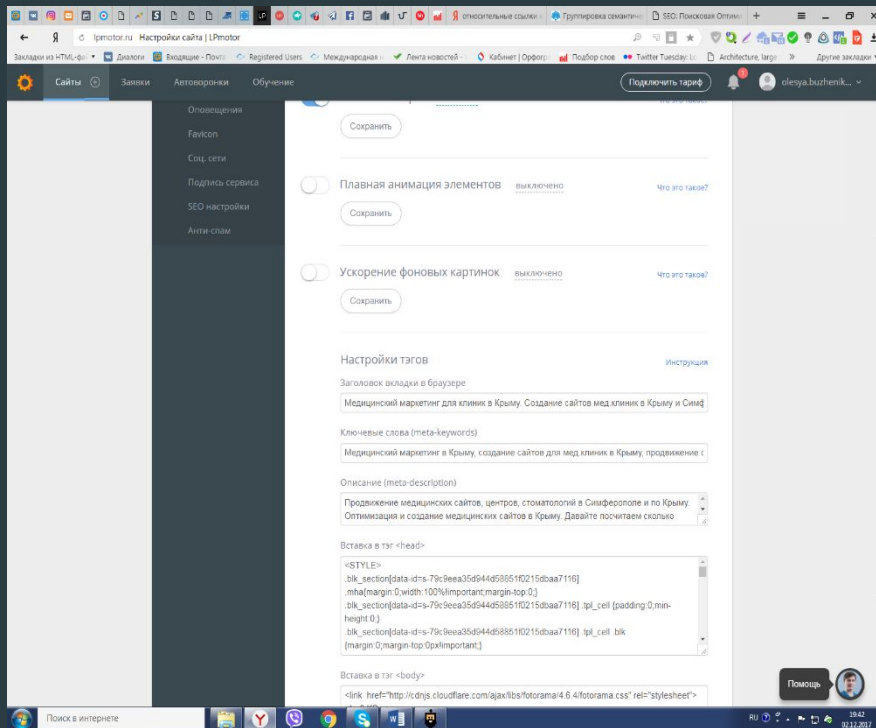 относительные ссылки
Группировка семантиче
SEO: Поисковая Оптими
lpmotor.ru Настройки сайта | LPmotor
Закладки из HTML-фа
Диалоги
Входящие - Почта
Registered Users
Международная
Лента новостей
Кабинет | Орфогр
Подбор слов
Twitter Tuesday: Lo
Architecture, large
Другие закладки
Сайты
Заявки
Автоворонки
Обучение
Подключить тариф
olesya.buzhenik...
Оповещения
Favicon
Соц. сети
Подпись сервиса
SEO настройки
Анти-спам
Сохранить
Плавная анимация элементов выключено Что это такое?
Сохранить
Ускорение фоновых картинок выключено Что это такое?
Сохранить
Настройки тэгов Инструкция
Заголовок вкладки в браузере
Медицинский маркетинг для клиник в Крыму. Создание сайтов мед.клиник в Крыму и Симф
Ключевые слова (meta-keywords)
Медицинский маркетинг в Крыму, создание сайтов для мед клиник в Крыму, продвижение с
Описание (meta-description)
Продвижение медицинских сайтов, центров, стоматологий в Симферополе и по Крыму.
Оптимизация и создание медицинских сайтов в Крыму. Давайте посчитаем сколько
Вставка в тэг <head>
<STYLE>
.blk_section[data-id=s-79c9eea35d944d58851f0215dbaa7116]
.mha{margin:0;width:100%!important;margin-top:0;}
.blk_section[data-id=s-79c9eea35d944d58851f0215dbaa7116] .tpl_cell {padding:0;min-
height:0;}
.blk_section[data-id=s-79c9eea35d944d58851f0215dbaa7116] .tpl_cell .blk
{margin:0;margin-top:0px!important;}
Вставка в тэг <body>
<link href="http://cdnjs.cloudflare.com/ajax/libs/fotorama/4.6.4/fotorama.css" rel="stylesheet">
Помощь
Поиск в интернете
RU
19:42
02.12.2017